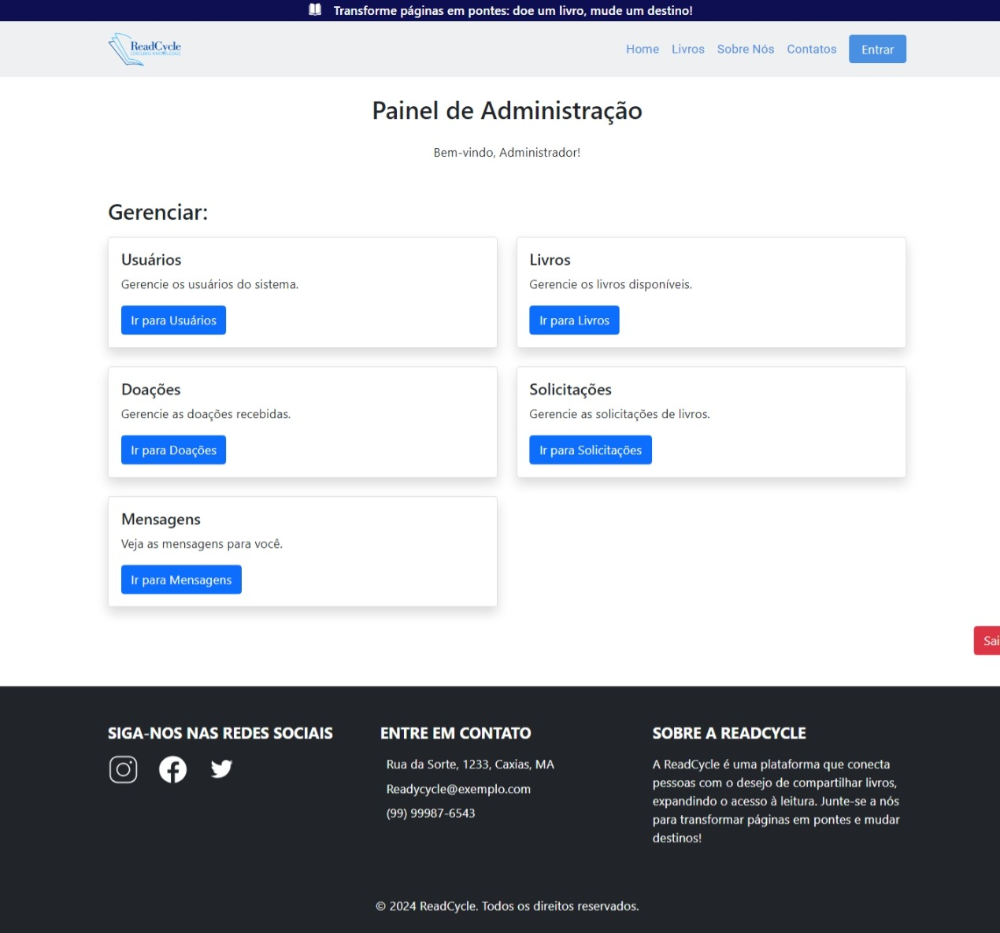 Transforme páginas em pontes: doe um livro, mude um destino!
ReadCycle
CIRCLING KNOWLEDGE
Home Livros Sobre Nós Contatos Entrar
Painel de Administração
Bem-vindo, Administrador!
Gerenciar:
Usuários
Gerencie os usuários do sistema.
Ir para Usuários
Livros
Gerencie os livros disponíveis.
Ir para Livros
Doações
Gerencie as doações recebidas.
Ir para Doações
Solicitações
Gerencie as solicitações de livros.
Ir para Solicitações
Mensagens
Veja as mensagens para você.
Ir para Mensagens
Sai
SIGA-NOS NAS REDES SOCIAIS
ENTRE EM CONTATO
Rua da Sorte, 1233, Caxias, MA
Readycycle@exemplo.com
(99) 99987-6543
SOBRE A READCYCLE
A ReadCycle é uma plataforma que conecta
pessoas com o desejo de compartilhar livros,
expandindo o acesso à leitura. Junte-se a nós
para transformar páginas em pontes e mudar
destinos!
© 2024 ReadCycle. Todos os direitos reservados.